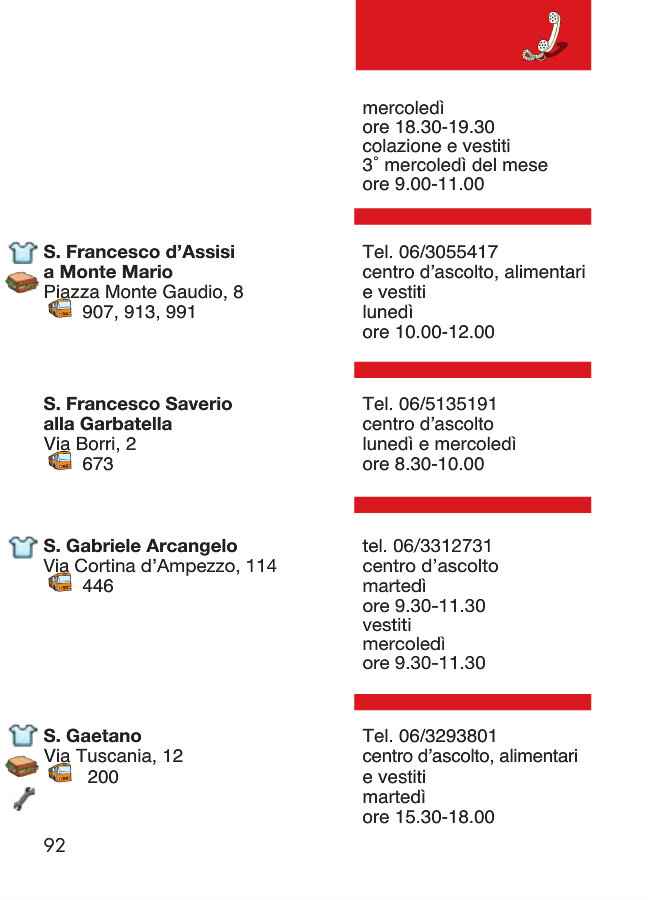 mercoledì
ore 18.30-19.30
colazione e vestiti
3° mercoledì del mese
ore 9.00-11.00
S. Francesco d'Assisi
a Monte Mario
Piazza Monte Gaudio, 8
907, 913, 991
Tel. 06/3055417
centro d'ascolto, alimentari
e vestiti
lunedì
ore 10.00-12.00
S. Francesco Saverio
alla Garbatella
Via Borri, 2
673
Tel. 06/5135191
centro d'ascolto
lunedì e mercoledì
ore 8.30-10.00
S. Gabriele Arcangelo
Via Cortina d'Ampezzo, 114
446
tel. 06/3312731
centro d'ascolto
martedì
ore 9.30-11.30
vestiti
mercoledì
ore 9.30-11.30
S. Gaetano
Via Tuscania, 12
200
Tel. 06/3293801
centro d'ascolto, alimentari
e vestiti
martedì
ore 15.30-18.00
92